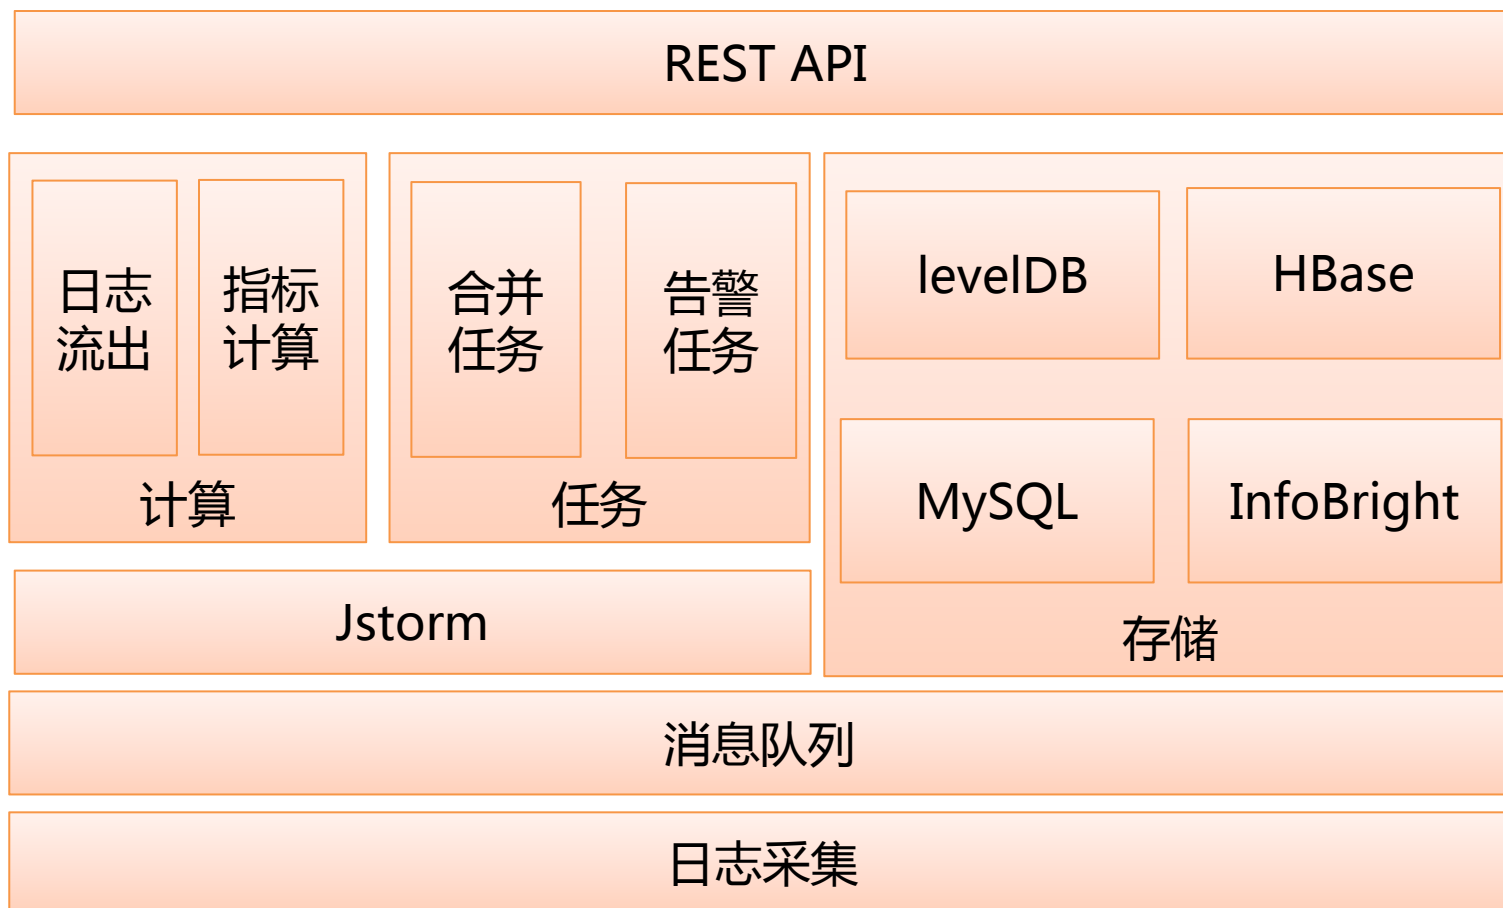 REST API
日志
流出
指标
计算
计算
合并
任务
告警
任务
任务
levelDB
HBase
MySQL
InfoBright
存储
Jstorm
消息队列
日志采集